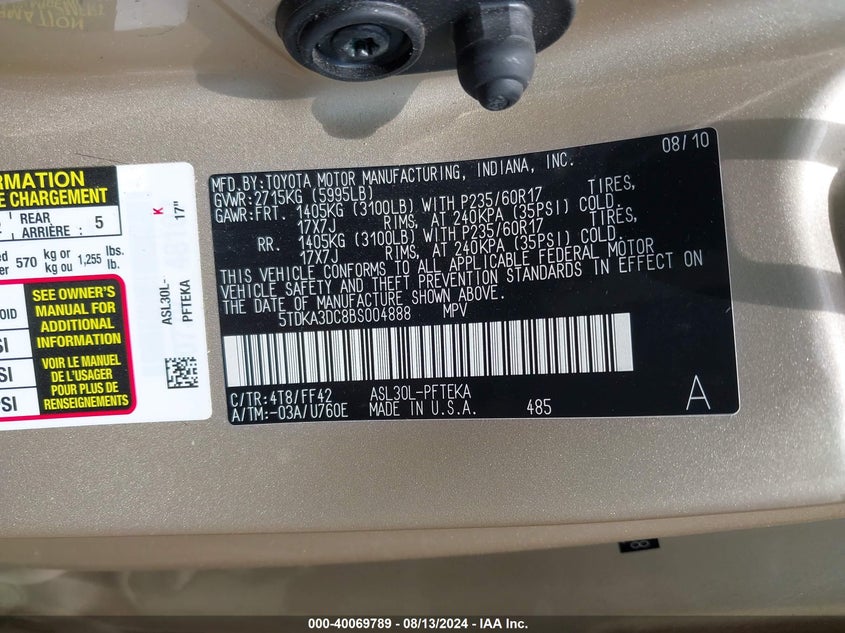 RMATION
E CHARGEMENT
REAR
ARRIÈRE : 5
570 kg or
kg ou 1,255 lbs.
lb.
SEE OWNER'S
MANUAL FOR
ADDITIONAL
INFORMATION
VOIR LE MANUEL
DE L'USAGER
POUR PLUS DE
RENSEIGNEMENTS
K
17"
ASL30L-
PFTEKA
08/10
MFD.BY:TOYOTA MOTOR MANUFACTURING, INDIANA, INC.
GVWR:2715KG (5995LB)
GAWR:FRT. 1405KG (3100LB) WITH P235/60R17 TIRES,
17X7J RIMS, AT 240KPA (35PSI) COLD.
RR. 1405KG (3100LB) WITH P235/60R17 TIRES,
17X7J RIMS, AT 240KPA (35PSI) COLD.
THIS VEHICLE CONFORMS TO ALL APPLICABLE FEDERAL MOTOR
VEHICLE SAFETY AND THEFT PREVENTION STANDARDS IN EFFECT ON
THE DATE OF MANUFACTURE SHOWN ABOVE.
5TDKA3DC8BS004888 MPV
C/TR:4T8/FF42 ASL30L-PFTEKA
A/TM:-03A/U760E MADE IN U.S.A. 485
A
000-40069789 - 08/13/2024 - IAA Inc.